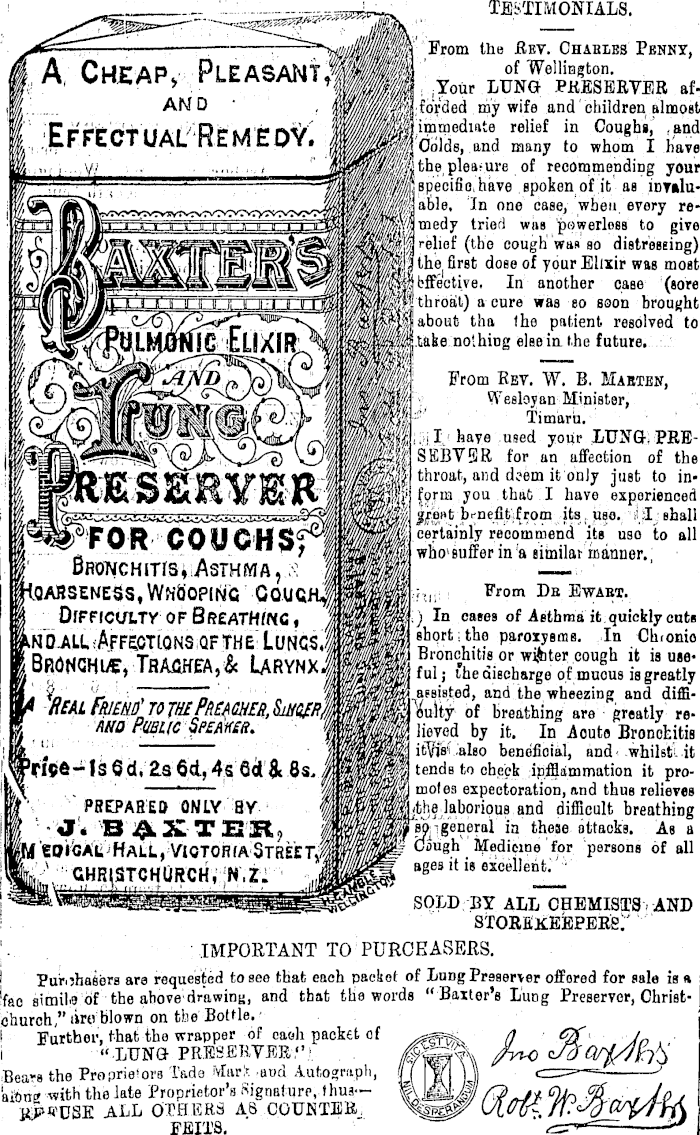 A CHEAP, PLEASANT,
AND
EFFECTUAL REMEDY.
BAXTER'S
PULMONIC ELIXIR
AND
LUNG
PRESERVER
FOR COUGHS,
BRONCHITIS, ASTHMA,
HOARSENESS, WHOOPING COUGH,
DIFFICULTY OF BREATHING,
AND ALL AFFECTIONS OF THE LUNGS.
BRONCHIÆ, TRACHEA, & LARYNX.
A 'REAL FRIEND' TO THE PREACHER, SINGER
AND PUBLIC SPEAKER.
Price—1s 6d, 2s 6d, 4s 6d & 8s.
PREPARED ONLY BY
J. BAXTER,
MEDICAL HALL, VICTORIA STREET,
CHRISTCHURCH, N.Z.
WELLINGTON
TESTIMONIALS.
From the REV. CHARLES PENNY,
of Wellington.
Your LUNG PRESERVER af-
forded my wife and children almost
immediate relief in Coughs, and
Colds, and many to whom I have
the pleasure of recommending your
specific have spoken of it as invalu-
able. In one case, when every re-
medy tried was powerless to give
relief (the cough was so distressing)
the first dose of your Elixir was most
effective. In another case (sore
throat) a cure was so soon brought
about tha the patient resolved to
take nothing else in the future.
From REV. W. B. MARTEN,
Wesleyan Minister,
Timaru.
I have used your LUNG PRE-
SERVER for an affection of the
throat, and deem it only just to in-
form you that I have experienced
great benefit from its use. I shall
certainly recommend its use to all
who suffer in a similar manner.
From DR EWART.
In cases of Asthma it quickly cuts
short the paroxysms. In Chronic
Bronchitis or winter cough it is use-
ful; the discharge of mucus is greatly
assisted, and the wheezing and diffi-
culty of breathing are greatly re-
lieved by it. In Acute Bronchitis
it is also beneficial, and whilst it
tends to check inflammation it pro-
motes expectoration, and thus relieves
the laborious and difficult breathing
so general in these attacks. As a
Cough Medicine for persons of all
ages it is excellent.
SOLD BY ALL CHEMISTS AND
STOREKEEPERS.
IMPORTANT TO PURCHASERS.
Purchasers are requested to see that each packet of Lung Preserver offered for sale is a
fac simile of the above drawing, and that the words "Baxter's Lung Preserver, Christ-
church," are blown on the Bottle.
Further, that the wrapper of each packet of
"LUNG PRESERVER"
Bears the Proprietors Tade Mark and Autograph,
along with the late Proprietor's Signature, thus—
REFUSE ALL OTHERS AS COUNTER
FEITS.
NIL DESPERANDUM
Jno Baxter
Robt. W. Baxter